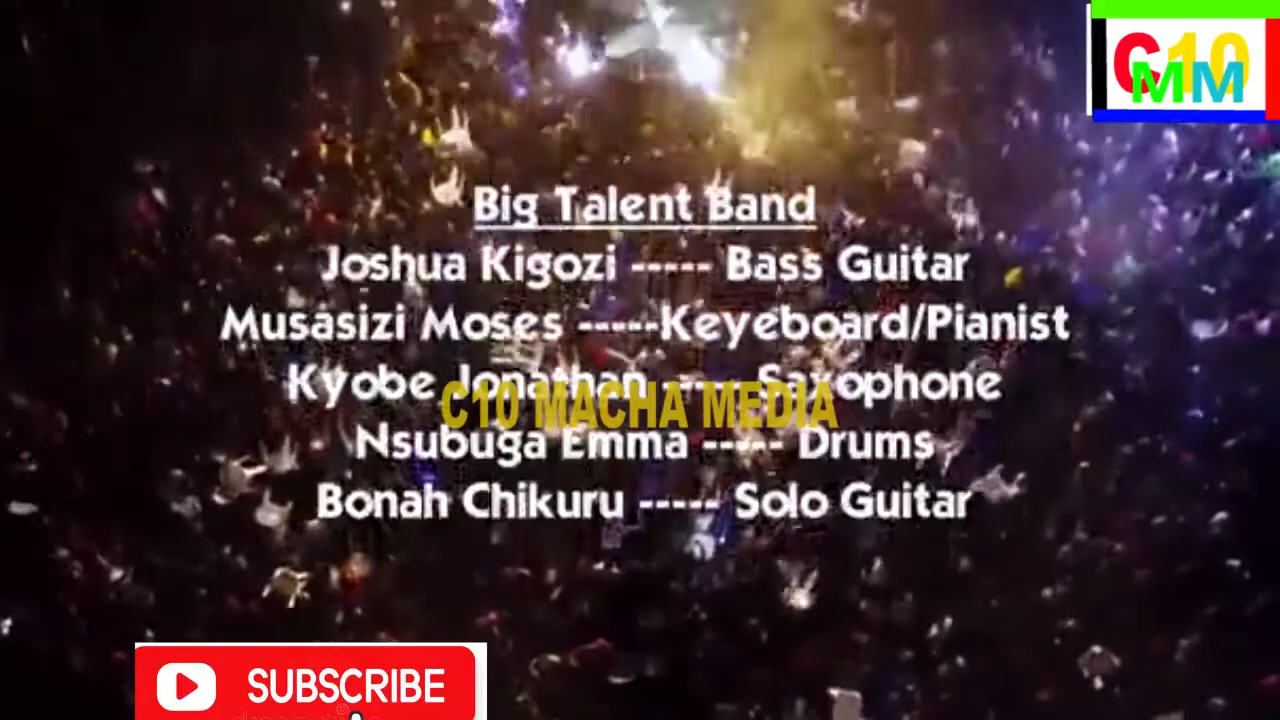 C10
MM
Big Talent Band
Joshua Kigozi ----- Bass Guitar
Musasizi Moses -----Keyeboard/Pianist
Kyobe Jonathan ----- Saxophone
C10 MACHA MEDIA
Nsubuga Emma ----- Drums
Bonah Chikuru ----- Solo Guitar
SUBSCRIBE